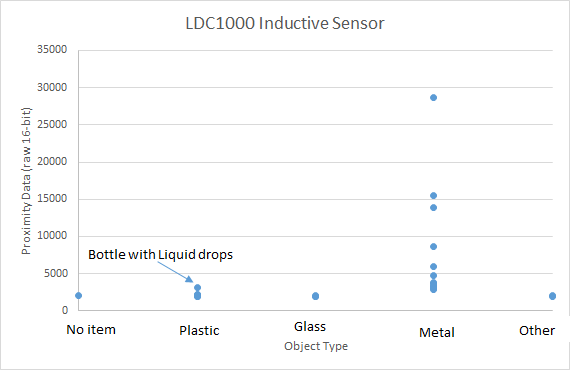 LDC1000 Inductive Sensor
35000
30000
25000
20000
15000
10000
5000
0
Proximity Data (raw 16-bit)
Bottle with Liquid drops
No item Plastic Glass Metal Other
Object Type